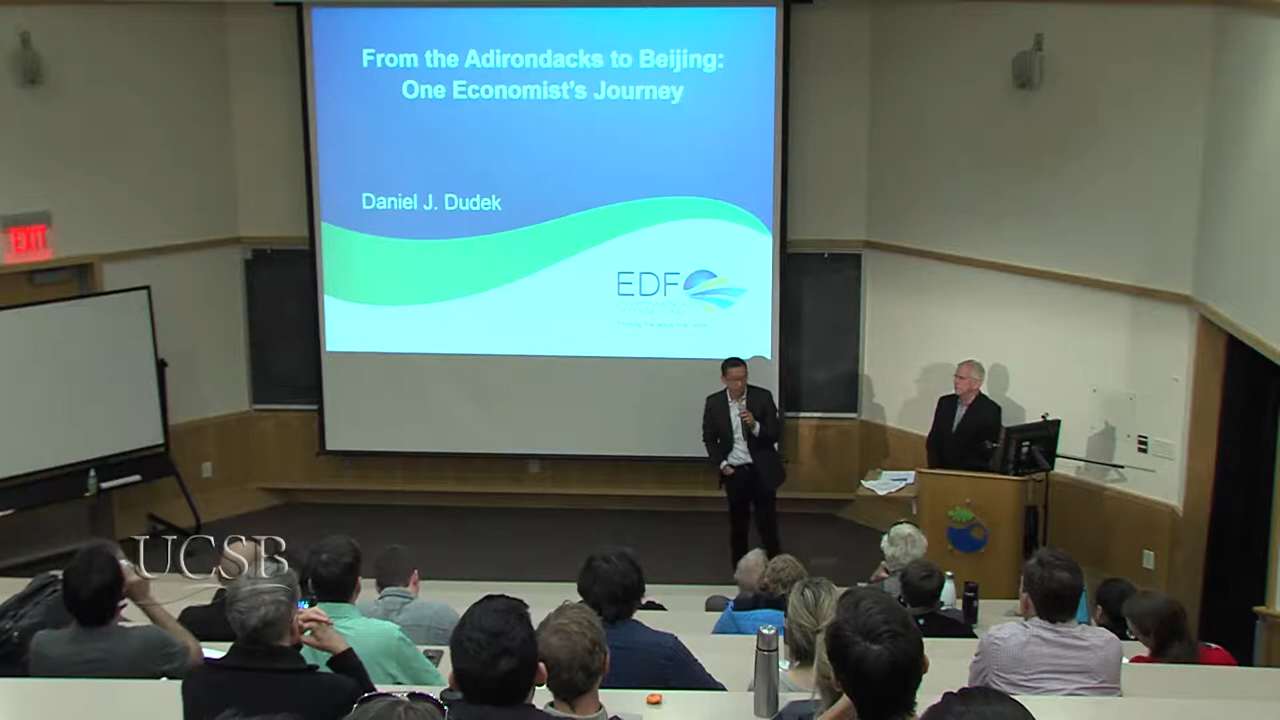 From the Adirondacks to Beijing:
One Economist's Journey
Daniel J. Dudek
EXIT
EDF
UCSB